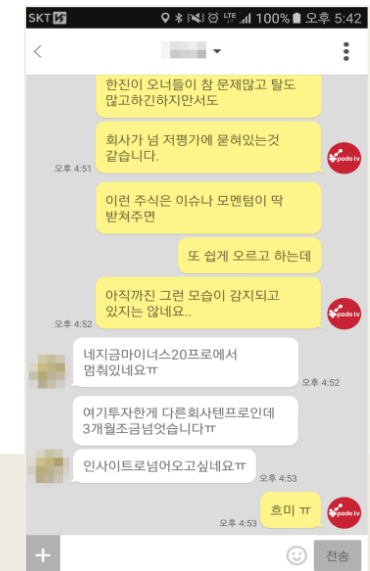 SKT
LTE 100% 오후 5:42
한진이 오너들이 참 문제많고 탈도
많고하긴하지만서도
회사가 넘 저평가에 묻혀있는것
같습니다.
오후 4:51
podo tv
이런 주식은 이슈나 모멘텀이 딱
받쳐주면
또 쉽게 오르고 하는데
아직까진 그런 모습이 감지되고
있지는 않네요..
오후 4:52
podo tv
네지금마이너스20프로에서
멈춰있네요ㅠ
오후 4:52
여기투자한게 다른회사텐프로인데
3개월조금넘엇습니다ㅠ
인사이트로넘어오고싶네요ㅠ
오후 4:53
흐미 ㅠ
오후 4:53
podo tv
전송